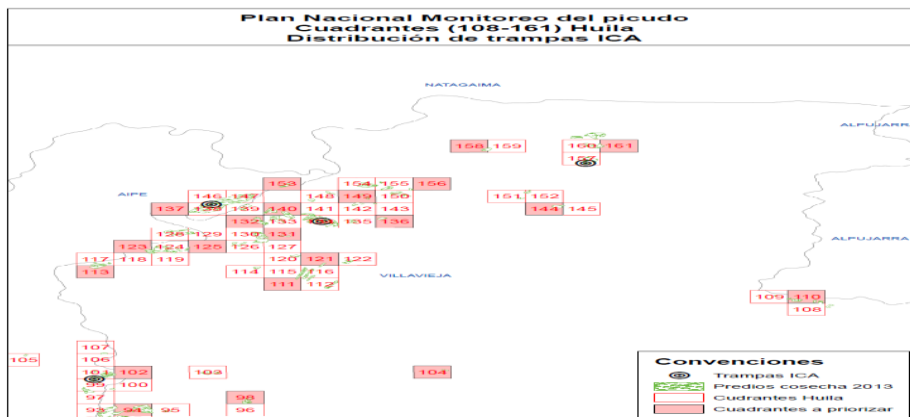 Plan Nacional Monitoreo del picudo
Cuadrantes (108-161) Huila
Distribución de trampas ICA
NATAGAIMA
ALPUJARR
158 159 160 161
157
AIPE
153 154 155 156
146 147 148 149 150 151 152
137 138 139 140 141 142 143 144 145
132 133 135 136
128 129 130 131
ALPUJARRA
123 124 125 126 127
117 118 119 120 121 122
113 114 115 116
VILLAVIEJA
111 112
109 110
108
107
105 106
101 102 103 104
99 100
97 98
93 94 95 96
Convenciones
Trampas ICA
Predios cosecha 2013
Cudrantes Huila
Cuadrantes a priorizar